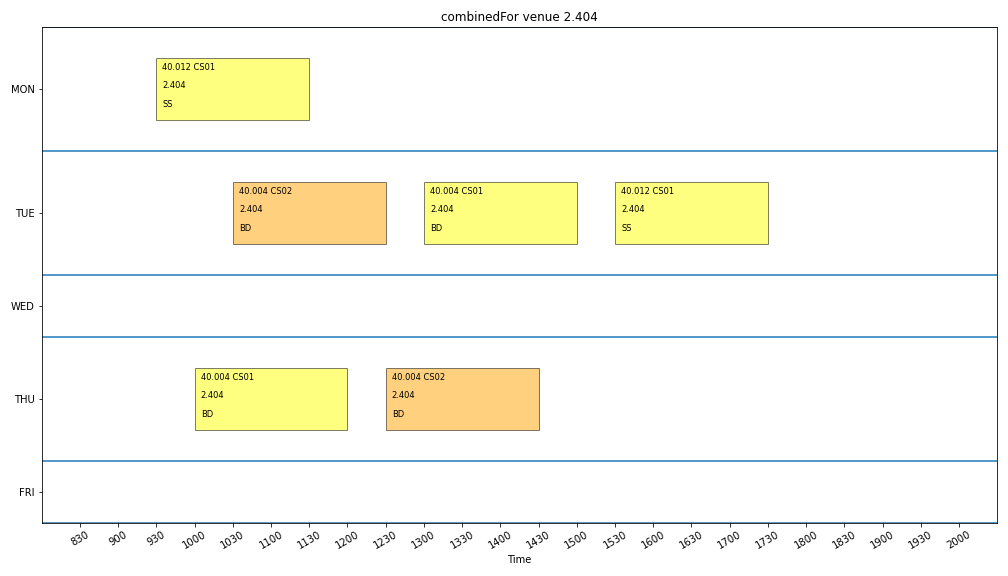 combinedFor venue 2.404
MON
40.012 CS01
2.404
SS
TUE
40.004 CS02
2.404
BD
40.004 CS01
2.404
BD
40.012 CS01
2.404
SS
WED
THU
40.004 CS01
2.404
BD
40.004 CS02
2.404
BD
FRI
830 900 930 1000 1030 1100 1130 1200 1230 1300 1330 1400 1430 1500 1530 1600 1630 1700 1730 1800 1830 1900 1930 2000
Time